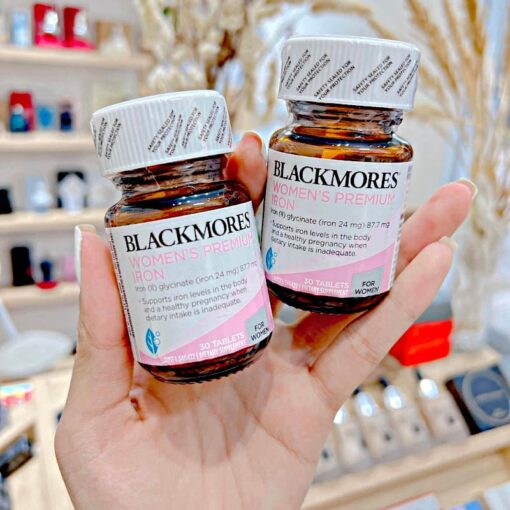 SAFETY SEALED FOR
YOUR PROTECTION
BLACKMORES
WOMEN'S PREMIUM
IRON
Iron (II) glycinate (iron 24 mg) 87.7 mg
• Supports iron levels in the body
and a healthy pregnancy when
dietary intake is inadequate.
30 TABLETS
FOR
WOMEN
SAFETY SEALED FOR
YOUR PROTECTION
BLACKMORES®
WOMEN'S PREMIUM
IRON
Iron (II) glycinate (iron 24 mg) 87.7 mg
• Supports iron levels in the body
and a healthy pregnancy when
dietary intake is inadequate.
30 TABLETS
DIETARY SUPPLEMENT
FOR
WOMEN